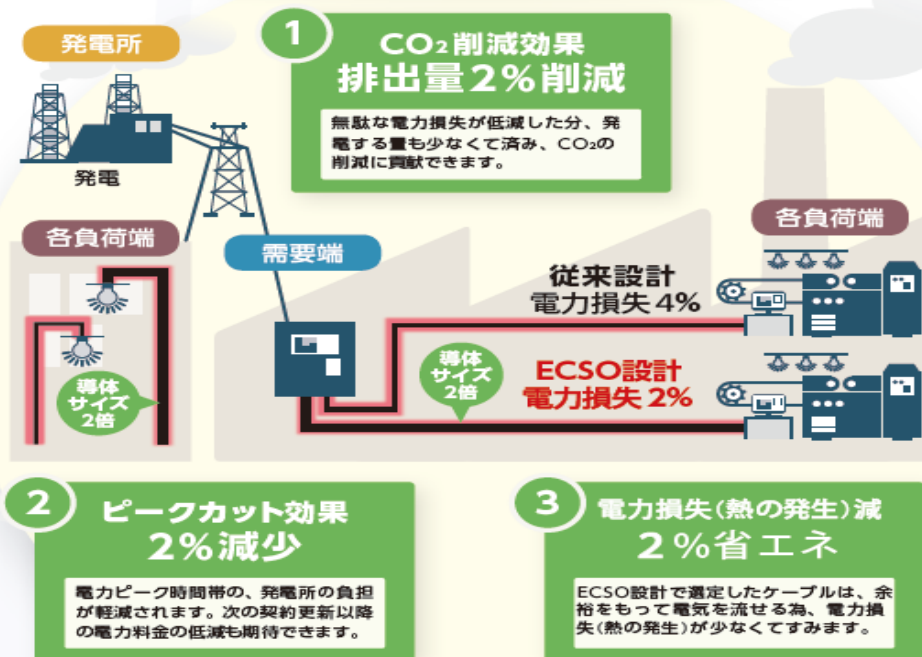 発電所
発電
1
CO₂削減効果
排出量2%削減
無駄な電力損失が低減した分、発
電する量も少なくて済み、CO₂の
削減に貢献できます。
各負荷端
需要端
各負荷端
従来設計
電力損失4%
ECSO設計
電力損失2%
導体
サイズ
2倍
導体
サイズ
2倍
2
ピークカット効果
2%減少
電力ピーク時間帯の、発電所の負担
が軽減されます。次の契約更新以降
の電力料金の低減も期待できます。
3
電力損失(熱の発生)減
2%省エネ
ECSO設計で選定したケーブルは、余
裕をもって電気を流せる為、電力損
失(熱の発生)が少なくてすみます。